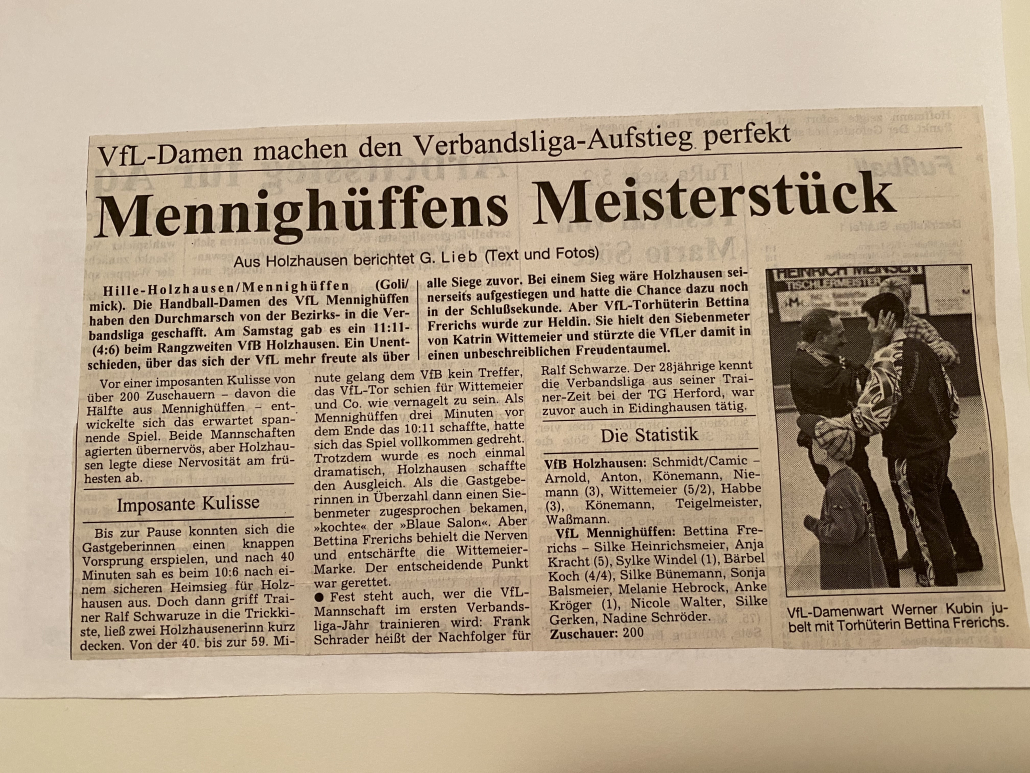 VfL-Damen machen den Verbandsliga-Aufstieg perfekt
Mennighüffens Meisterstück
Aus Holzhausen berichtet G. Lieb (Text und Fotos)
Hille-Holzhausen/Mennighüffen (Goli/
mick). Die Handball-Damen des VfL Mennighüffen
haben den Durchmarsch von der Bezirks- in die Ver-
bandsliga geschafft. Am Samstag gab es ein 11:11-
(4:6) beim Rangzweiten VfB Holzhausen. Ein Unent-
schieden, über das sich der VfL mehr freute als über
alle Siege zuvor. Bei einem Sieg wäre Holzhausen sei-
nerseits aufgestiegen und hatte die Chance dazu noch
in der Schlußsekunde. Aber VfL-Torhüterin Bettina
Frerichs wurde zur Heldin. Sie hielt den Siebenmeter
von Katrin Wittemeier und stürzte die VfLer damit in
einen unbeschreiblichen Freudentaumel.
Vor einer imposanten Kulisse von
über 200 Zuschauern – davon die
Hälfte aus Mennighüffen – ent-
wickelte sich das erwartet span-
nende Spiel. Beide Mannschaften
agierten übernervös, aber Holzhau-
sen legte diese Nervosität am frü-
hesten ab.
Imposante Kulisse
Bis zur Pause konnten sich die
Gastgeberinnen einen knappen
Vorsprung erspielen, und nach 40
Minuten sah es beim 10:6 nach ei-
nem sicheren Heimsieg für Holz-
hausen aus. Doch dann griff Trai-
ner Ralf Schwaruze in die Trickki-
ste, ließ zwei Holzhausenerinn kurz
decken. Von der 40. bis zur 59. Mi-
nute gelang dem VfB kein Treffer,
das VfL-Tor schien für Wittemeier
und Co. wie vernagelt zu sein. Als
Mennighüffen drei Minuten vor
dem Ende das 10:11 schaffte, hatte
sich das Spiel vollkommen gedreht.
Trotzdem wurde es noch einmal
dramatisch, Holzhausen schaffte
den Ausgleich. Als die Gastgebe-
rinnen in Überzahl dann einen Sie-
benmeter zugesprochen bekamen,
»kochte« der »Blaue Salon«. Aber
Bettina Frerichs behielt die Nerven
und entschärfte die Wittemeier-
Marke. Der entscheidende Punkt
war gerettet.
● Fest steht auch, wer die VfL-
Mannschaft im ersten Verbands-
liga-Jahr trainieren wird: Frank
Schrader heißt der Nachfolger für
Ralf Schwarze. Der 28jährige kennt
die Verbandsliga aus seiner Trai-
ner-Zeit bei der TG Herford, war
zuvor auch in Eidinghausen tätig.
Die Statistik
VfB Holzhausen: Schmidt/Camic –
Arnold, Anton, Könemann, Nie-
mann (3), Wittemeier (5/2), Habbe
(3), Könemann, Teigelmeister,
Waßmann.
VfL Mennighüffen: Bettina Fre-
richs – Silke Heinrichsmeier, Anja
Kracht (5), Sylke Windel (1), Bärbel
Koch (4/4), Silke Bünemann, Sonja
Balsmeier, Melanie Hebrock, Anke
Kröger (1), Nicole Walter, Silke
Gerken, Nadine Schröder.
Zuschauer: 200
HEINRICH MENSEN
TISCHLERMEISTER
VfL-Damenwart Werner Kubin ju-
belt mit Torhüterin Bettina Frerichs.